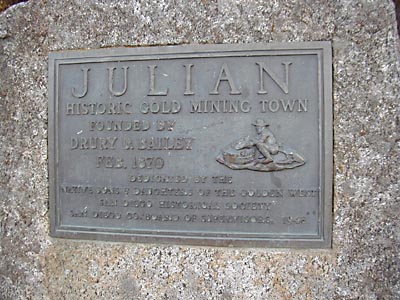 JULIAN
HISTORIC GOLD MINING TOWN
FOUNDED BY
DRURY D. BAILEY
FEB. 1870
DEDICATED BY THE
NATIVE SONS & DAUGHTERS OF THE GOLDEN WEST
SAN DIEGO HISTORICAL SOCIETY
SAN DIEGO CO. BOARD OF SUPERVISORS,